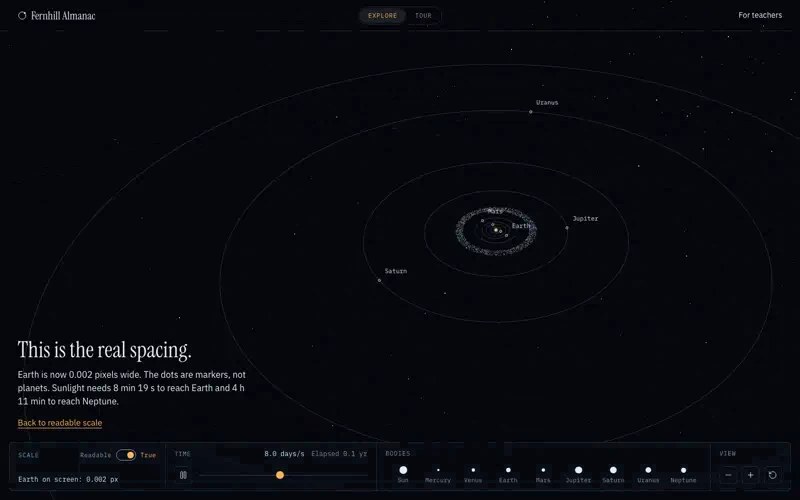 Fernhill Almanac
EXPLORE
TOUR
For teachers
Uranus
Mars
Earth
Jupiter
Saturn
This is the real spacing.
Earth is now 0.002 pixels wide. The dots are markers, not
planets. Sunlight needs 8 min 19 s to reach Earth and 4 h
11 min to reach Neptune.
Back to readable scale
SCALE
Readable
True
Earth on screen: 0.002 px
TIME
8.0 days/s
Elapsed 0.1 yr
BODIES
Sun
Mercury
Venus
Earth
Mars
Jupiter
Saturn
Uranus
Neptune
VIEW